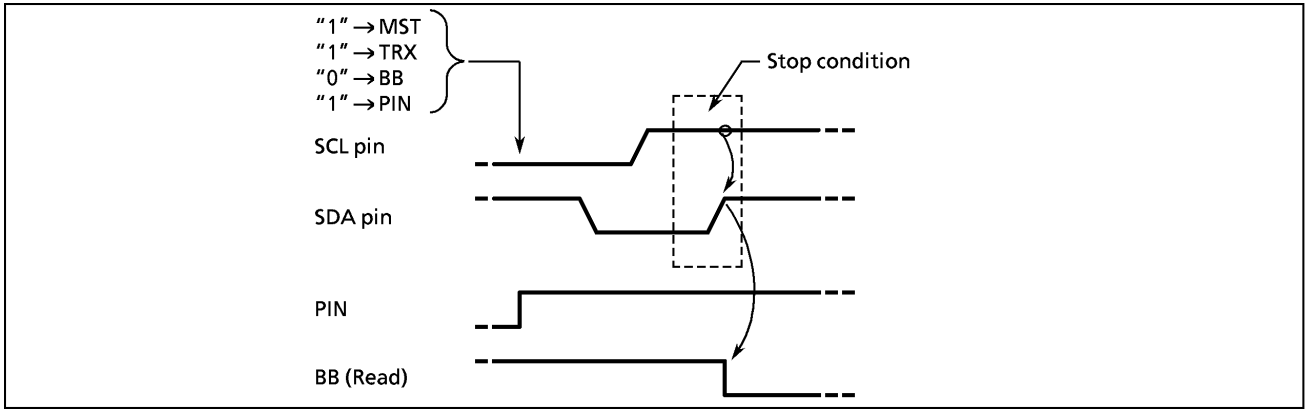 "1" → MST
"1" → TRX
"0" → BB
"1" → PIN
Stop condition
SCL pin
SDA pin
PIN
BB (Read)